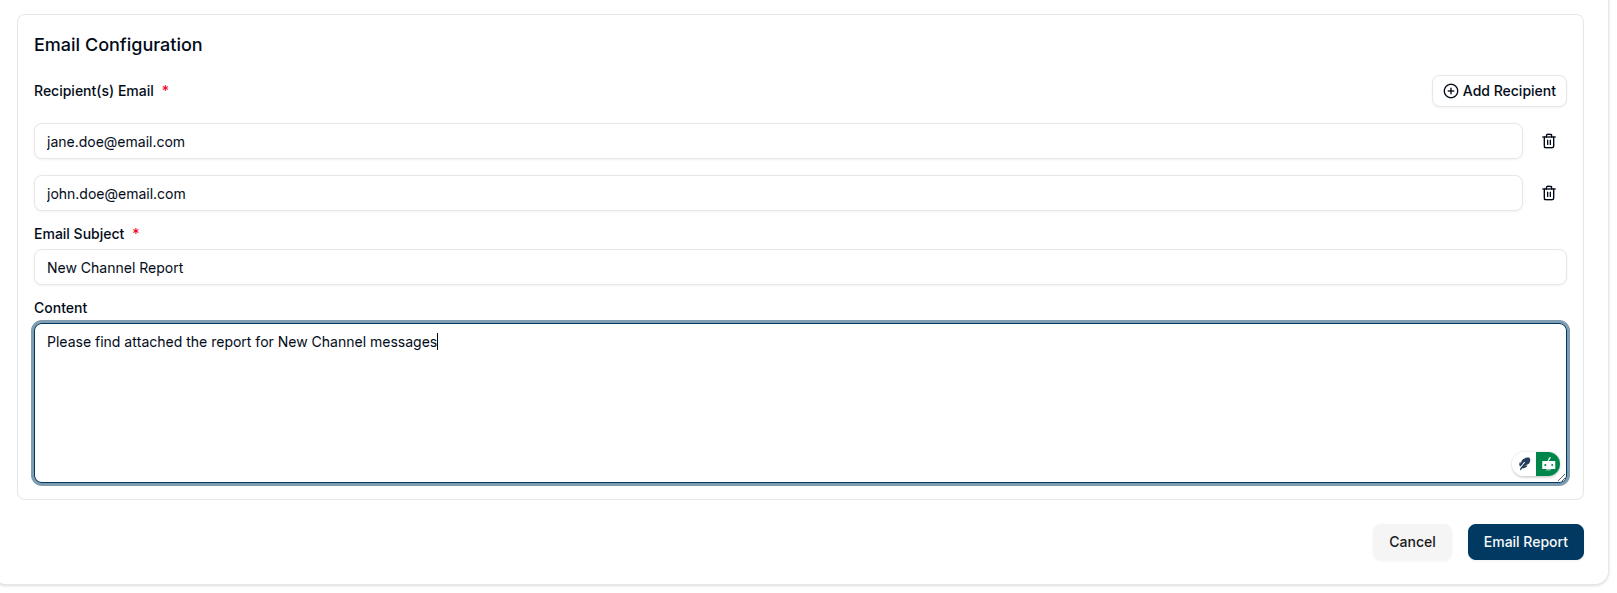 Email Configuration
Recipient(s) Email *
Add Recipient
jane.doe@email.com
john.doe@email.com
Email Subject *
New Channel Report
Content
Please find attached the report for New Channel messages
Cancel
Email Report